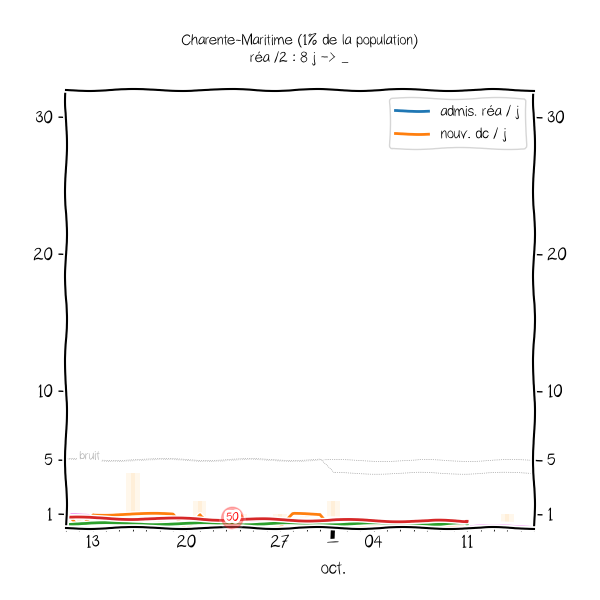 Charente-Maritime (1% de la population)
réa /2 : 8 j -> _
admis. réa / j
nouv. dc / j
30 30
20 20
10 10
5 bruit 5
1 50 1
13 20 27 _ 04 11
oct.